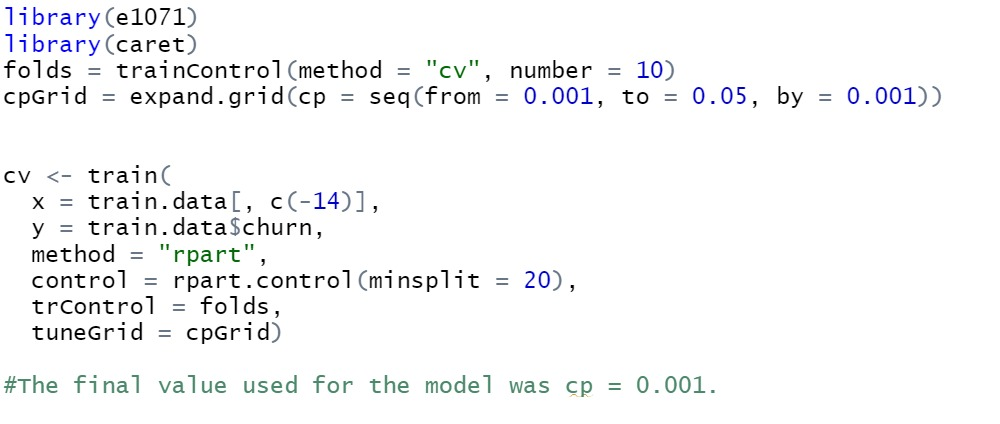 library(e1071)
library(caret)
folds = trainControl(method = "cv", number = 10)
cpGrid = expand.grid(cp = seq(from = 0.001, to = 0.05, by = 0.001))
cv <- train(
x = train.data[, c(-14)],
y = train.data$churn,
method = "rpart",
control = rpart.control(minsplit = 20),
trControl = folds,
tuneGrid = cpGrid)
#The final value used for the model was cp = 0.001.